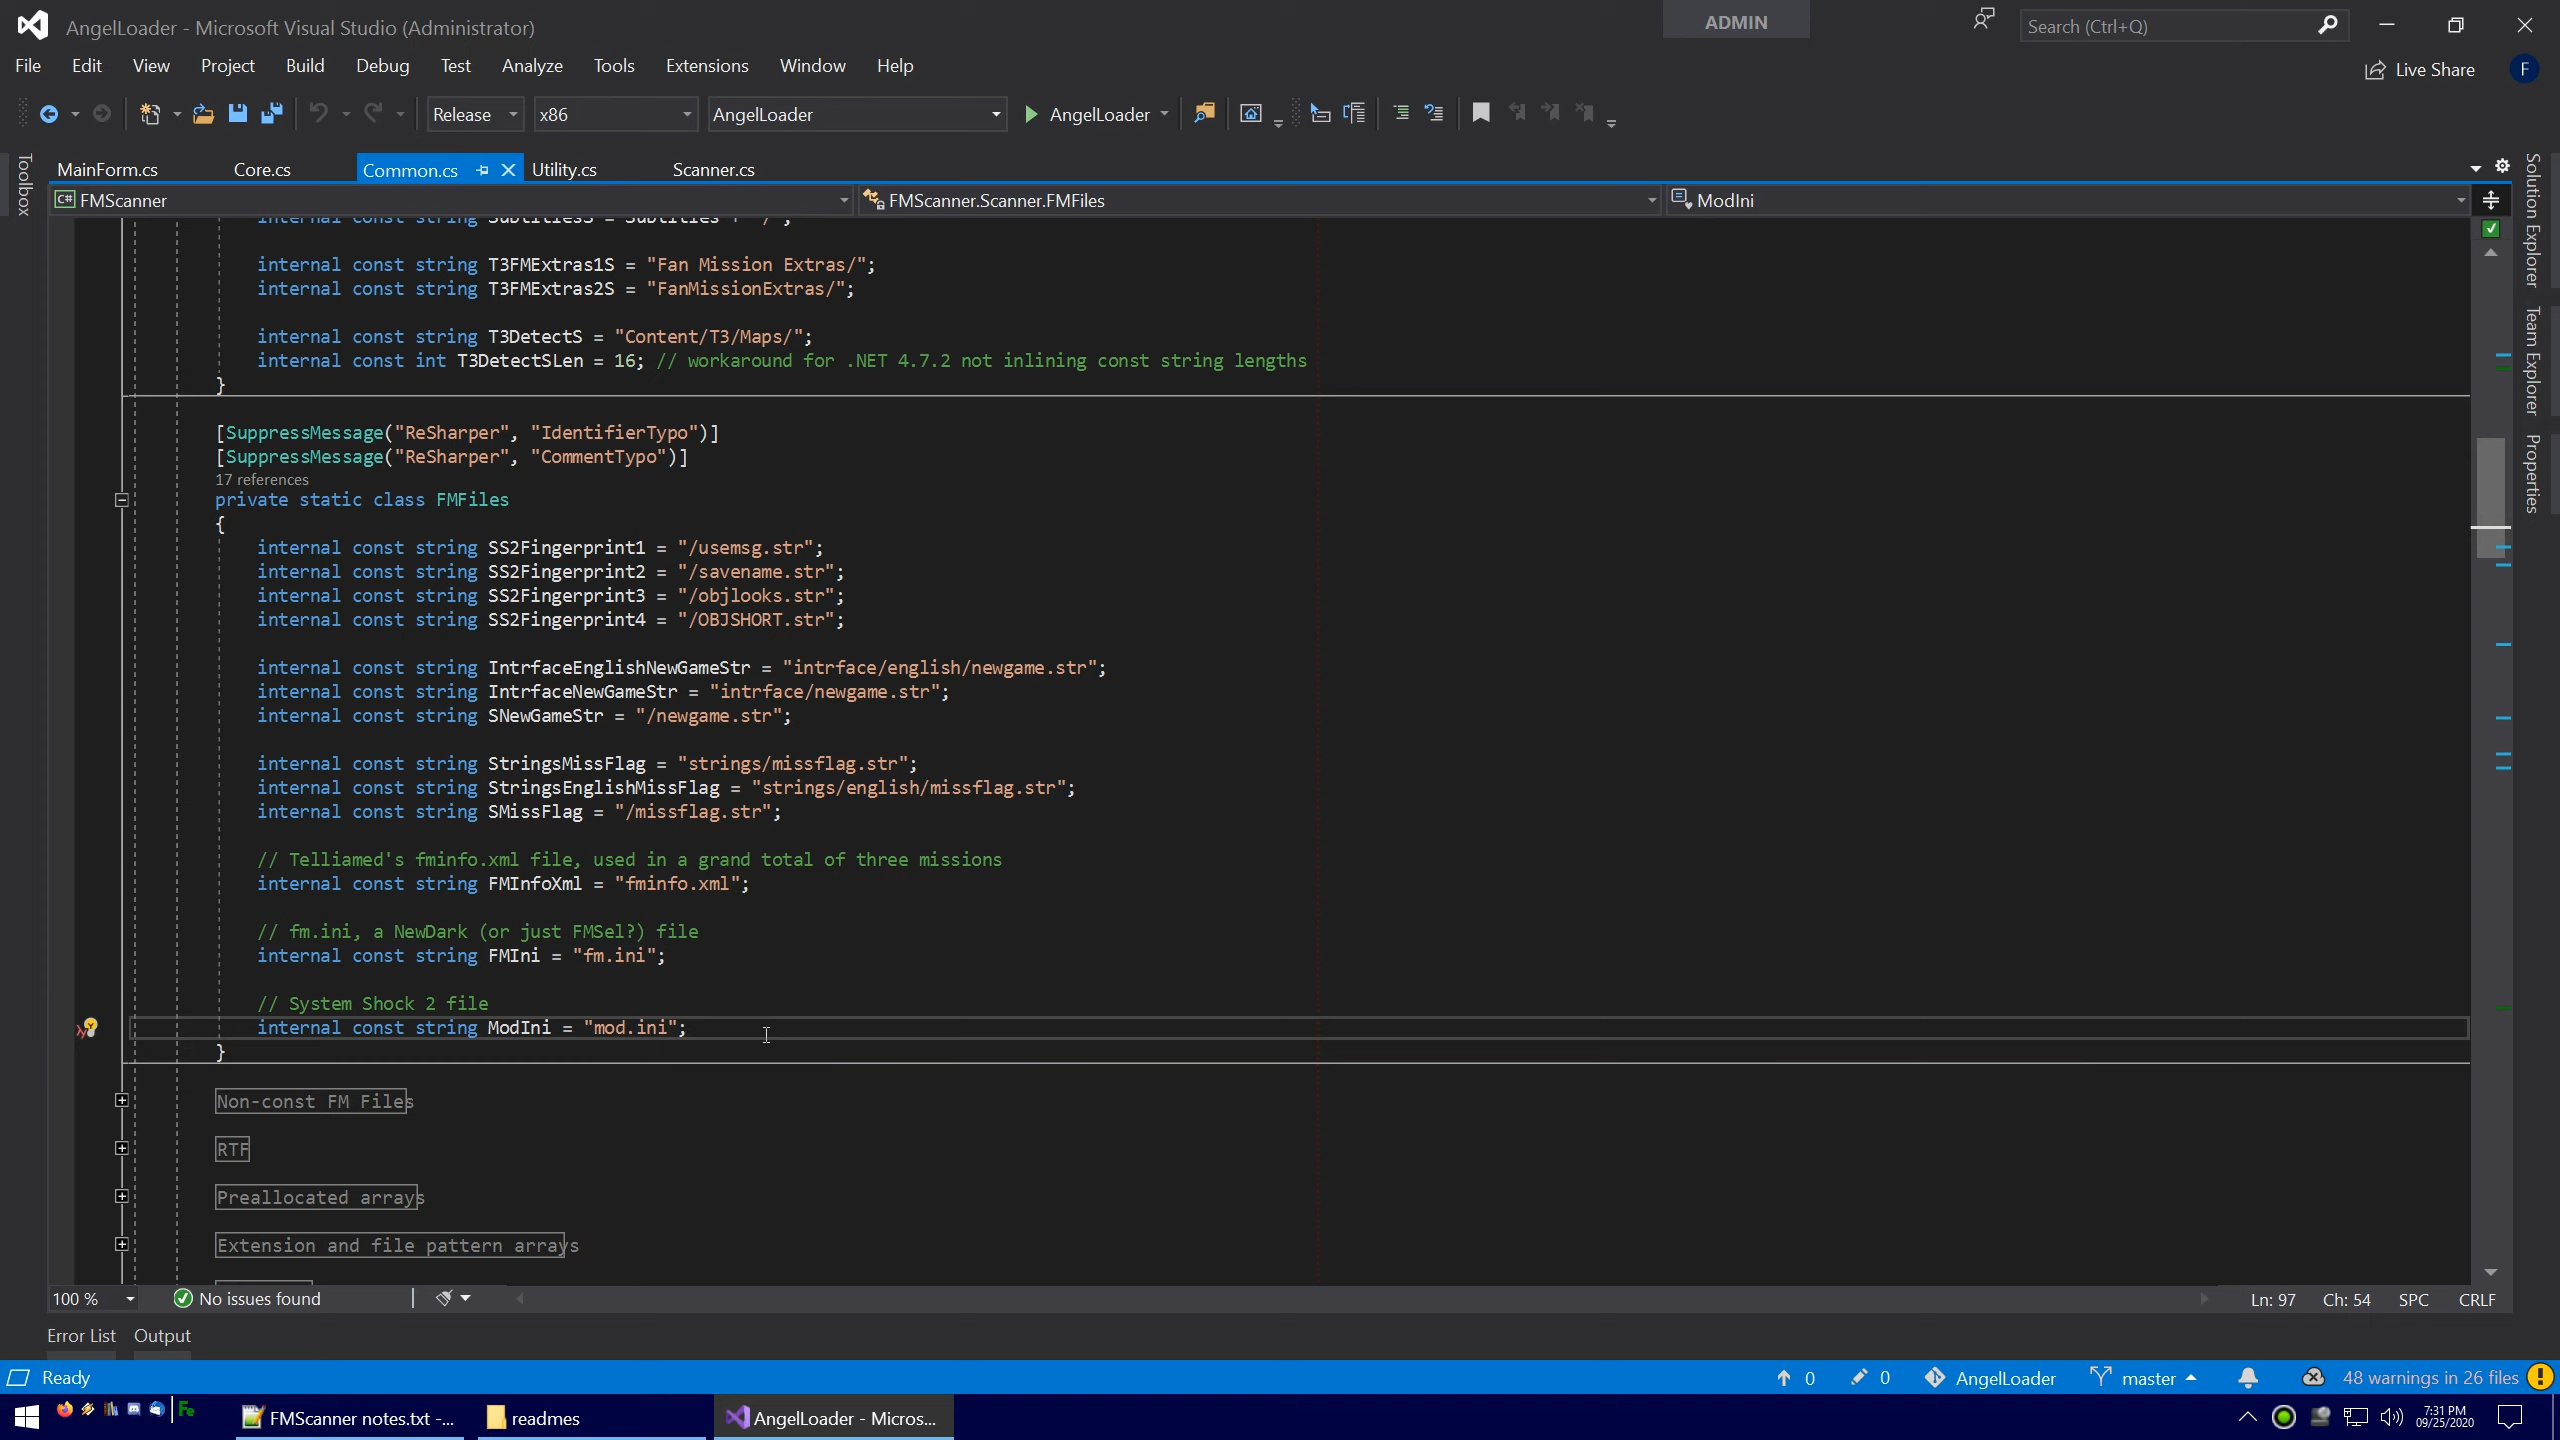 AngelLoader - Microsoft Visual Studio (Administrator)
ADMIN
Search (Ctrl+Q)
File Edit View Project Build Debug Test Analyze Tools Extensions Window Help
Live Share
F
Release x86 AngelLoader AngelLoader
Toolbox
MainForm.cs Core.cs Common.cs Utility.cs Scanner.cs
C# FMScanner FMScanner.Scanner.FMFiles ModIni
Solution Explorer
Team Explorer
Properties
internal const string SubtitlesS = Subtitles + "/";
internal const string T3FMExtras1S = "Fan Mission Extras/";
internal const string T3FMExtras2S = "FanMissionExtras/";
internal const string T3DetectS = "Content/T3/Maps/";
internal const int T3DetectSLen = 16; // workaround for .NET 4.7.2 not inlining const string lengths
}
[SuppressMessage("ReSharper", "IdentifierTypo")]
[SuppressMessage("ReSharper", "CommentTypo")]
17 references
private static class FMFiles
{
internal const string SS2Fingerprint1 = "/usemsg.str";
internal const string SS2Fingerprint2 = "/savename.str";
internal const string SS2Fingerprint3 = "/objlooks.str";
internal const string SS2Fingerprint4 = "/OBJSHORT.str";
internal const string IntrfaceEnglishNewGameStr = "intrface/english/newgame.str";
internal const string IntrfaceNewGameStr = "intrface/newgame.str";
internal const string SNewGameStr = "/newgame.str";
internal const string StringsMissFlag = "strings/missflag.str";
internal const string StringsEnglishMissFlag = "strings/english/missflag.str";
internal const string SMissFlag = "/missflag.str";
// Telliamed's fminfo.xml file, used in a grand total of three missions
internal const string FMInfoXml = "fminfo.xml";
// fm.ini, a NewDark (or just FMSel?) file
internal const string FMIni = "fm.ini";
// System Shock 2 file
internal const string ModIni = "mod.ini";
}
Non-const FM Files
RTF
Preallocated arrays
Extension and file pattern arrays
100 % No issues found Ln: 97 Ch: 54 SPC CRLF
Error List Output
Ready 0 0 AngelLoader master 48 warnings in 26 files
Fe FMScanner notes.txt -... readmes AngelLoader - Micros... 7:31 PM
09/25/2020